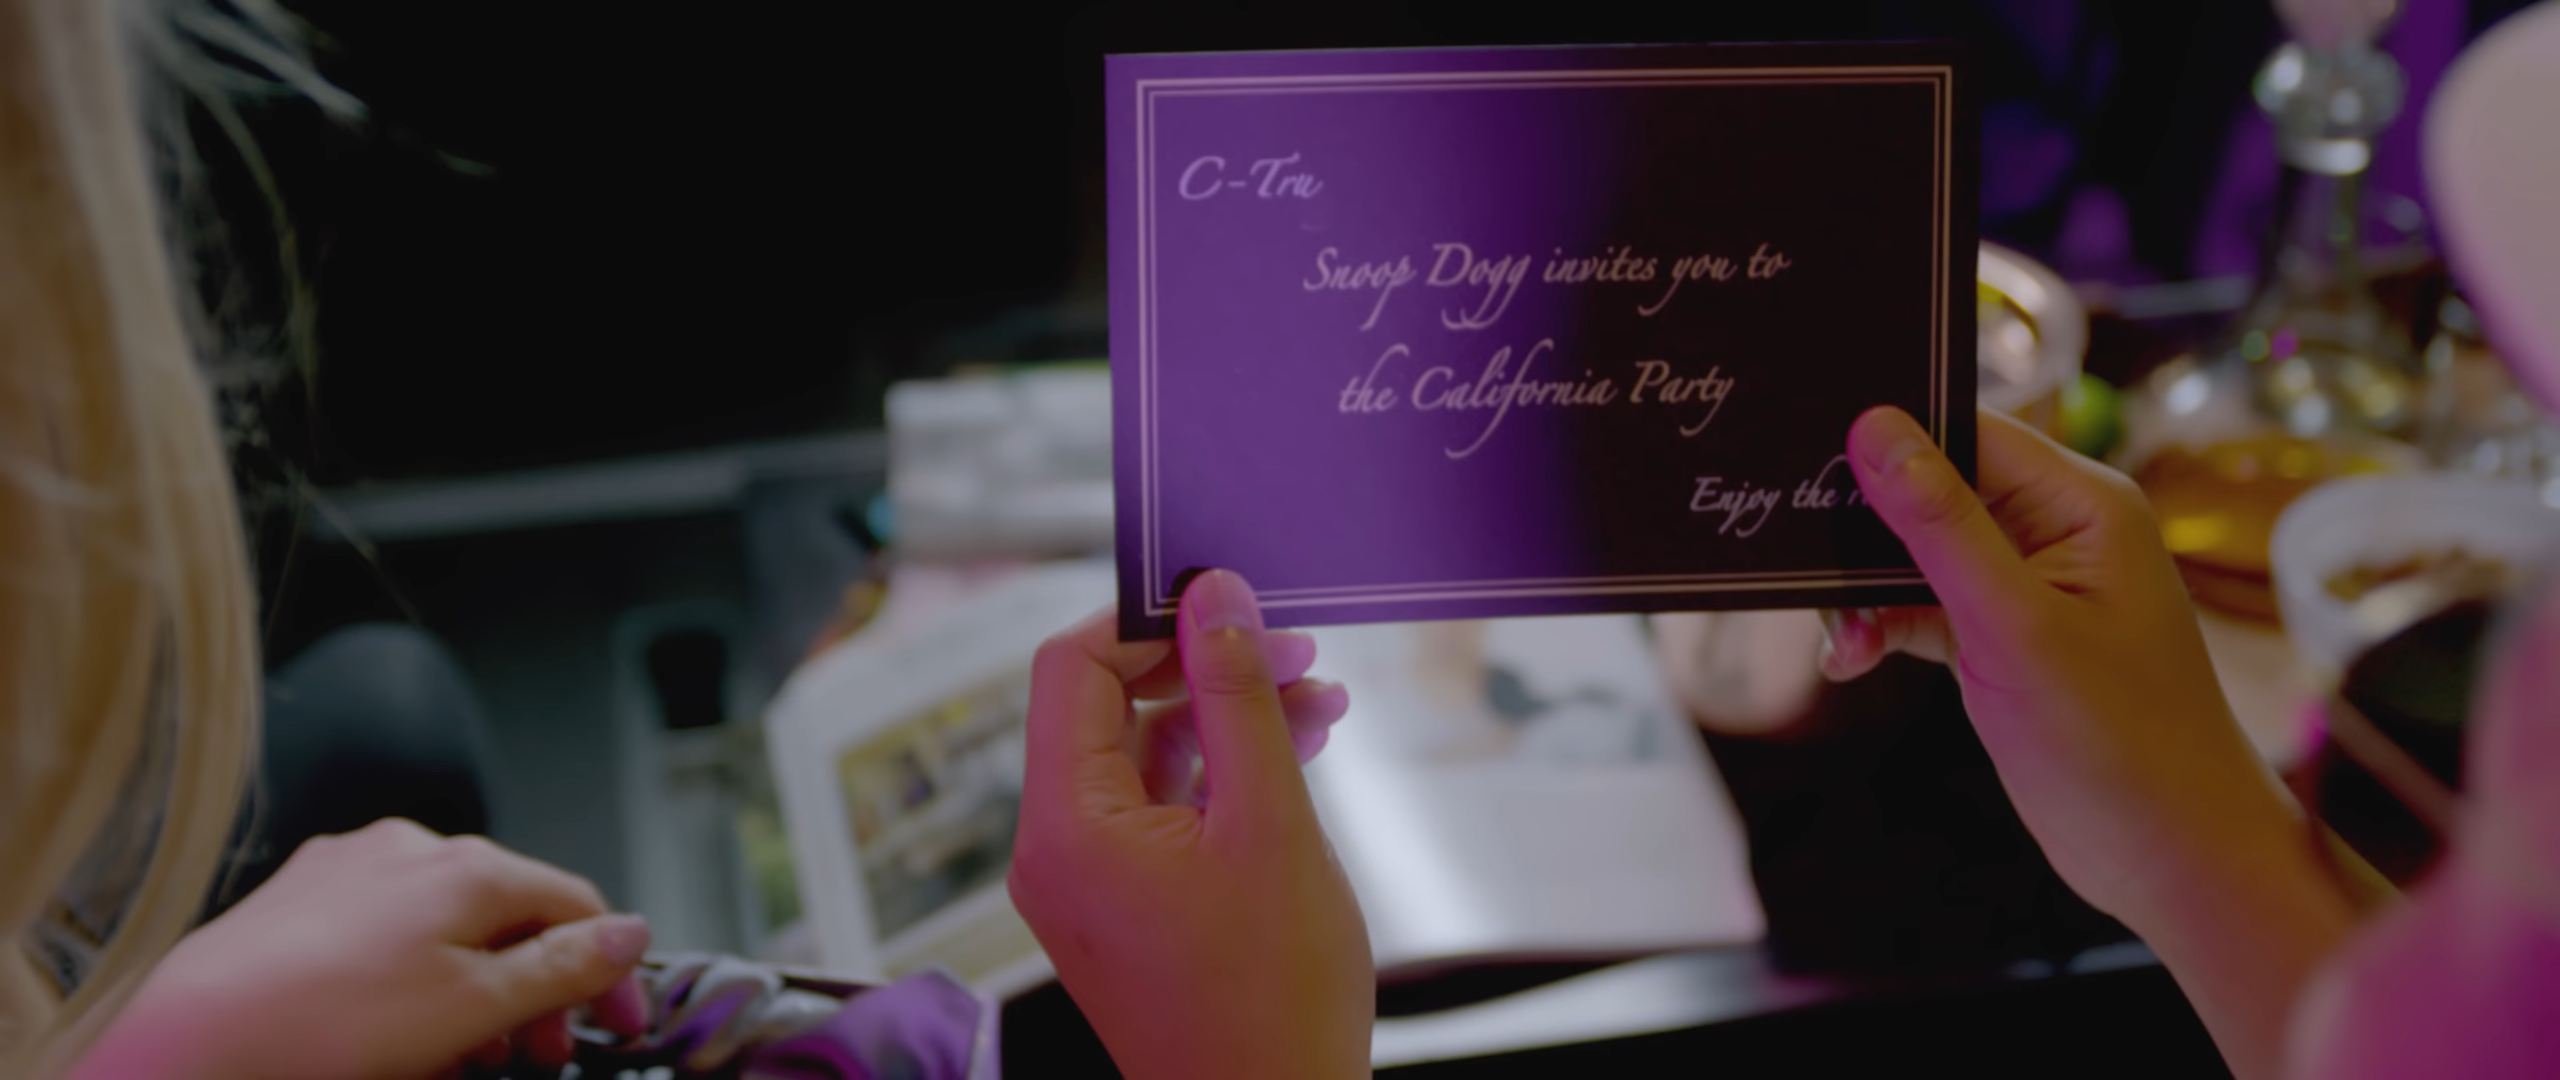 C-Tru
Snoop Dogg invites you to
the California Party
Enjoy the